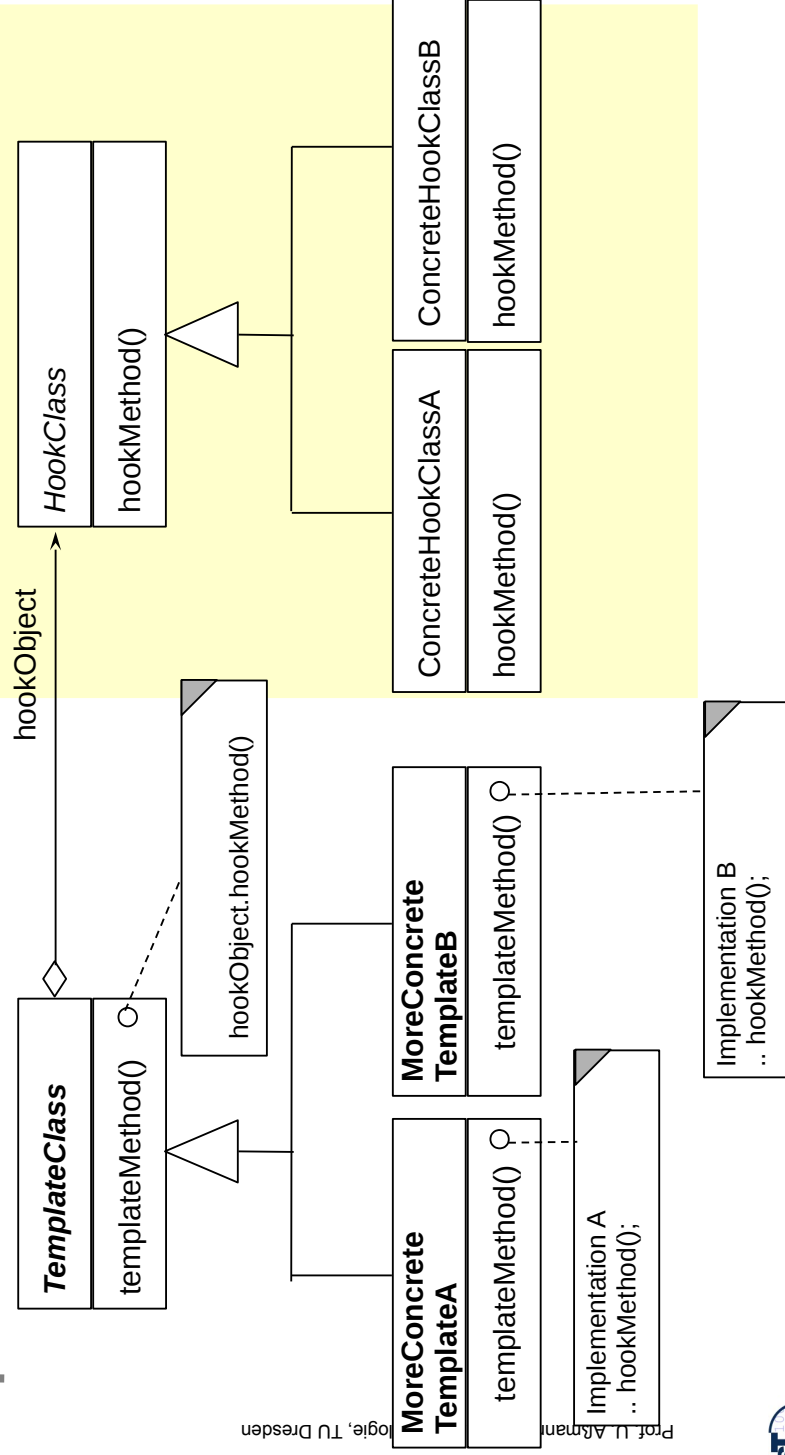 hookObject
TemplateClass
templateMethod()
HookClass
hookMethod()
hookObject.hookMethod()
MoreConcrete
TemplateA
templateMethod()
MoreConcrete
TemplateB
templateMethod()
ConcreteHookClassA
hookMethod()
ConcreteHookClassB
hookMethod()
Implementation A
.. hookMethod();
Implementation B
.. hookMethod();
Prof. U. Aßmann
TU Dresden